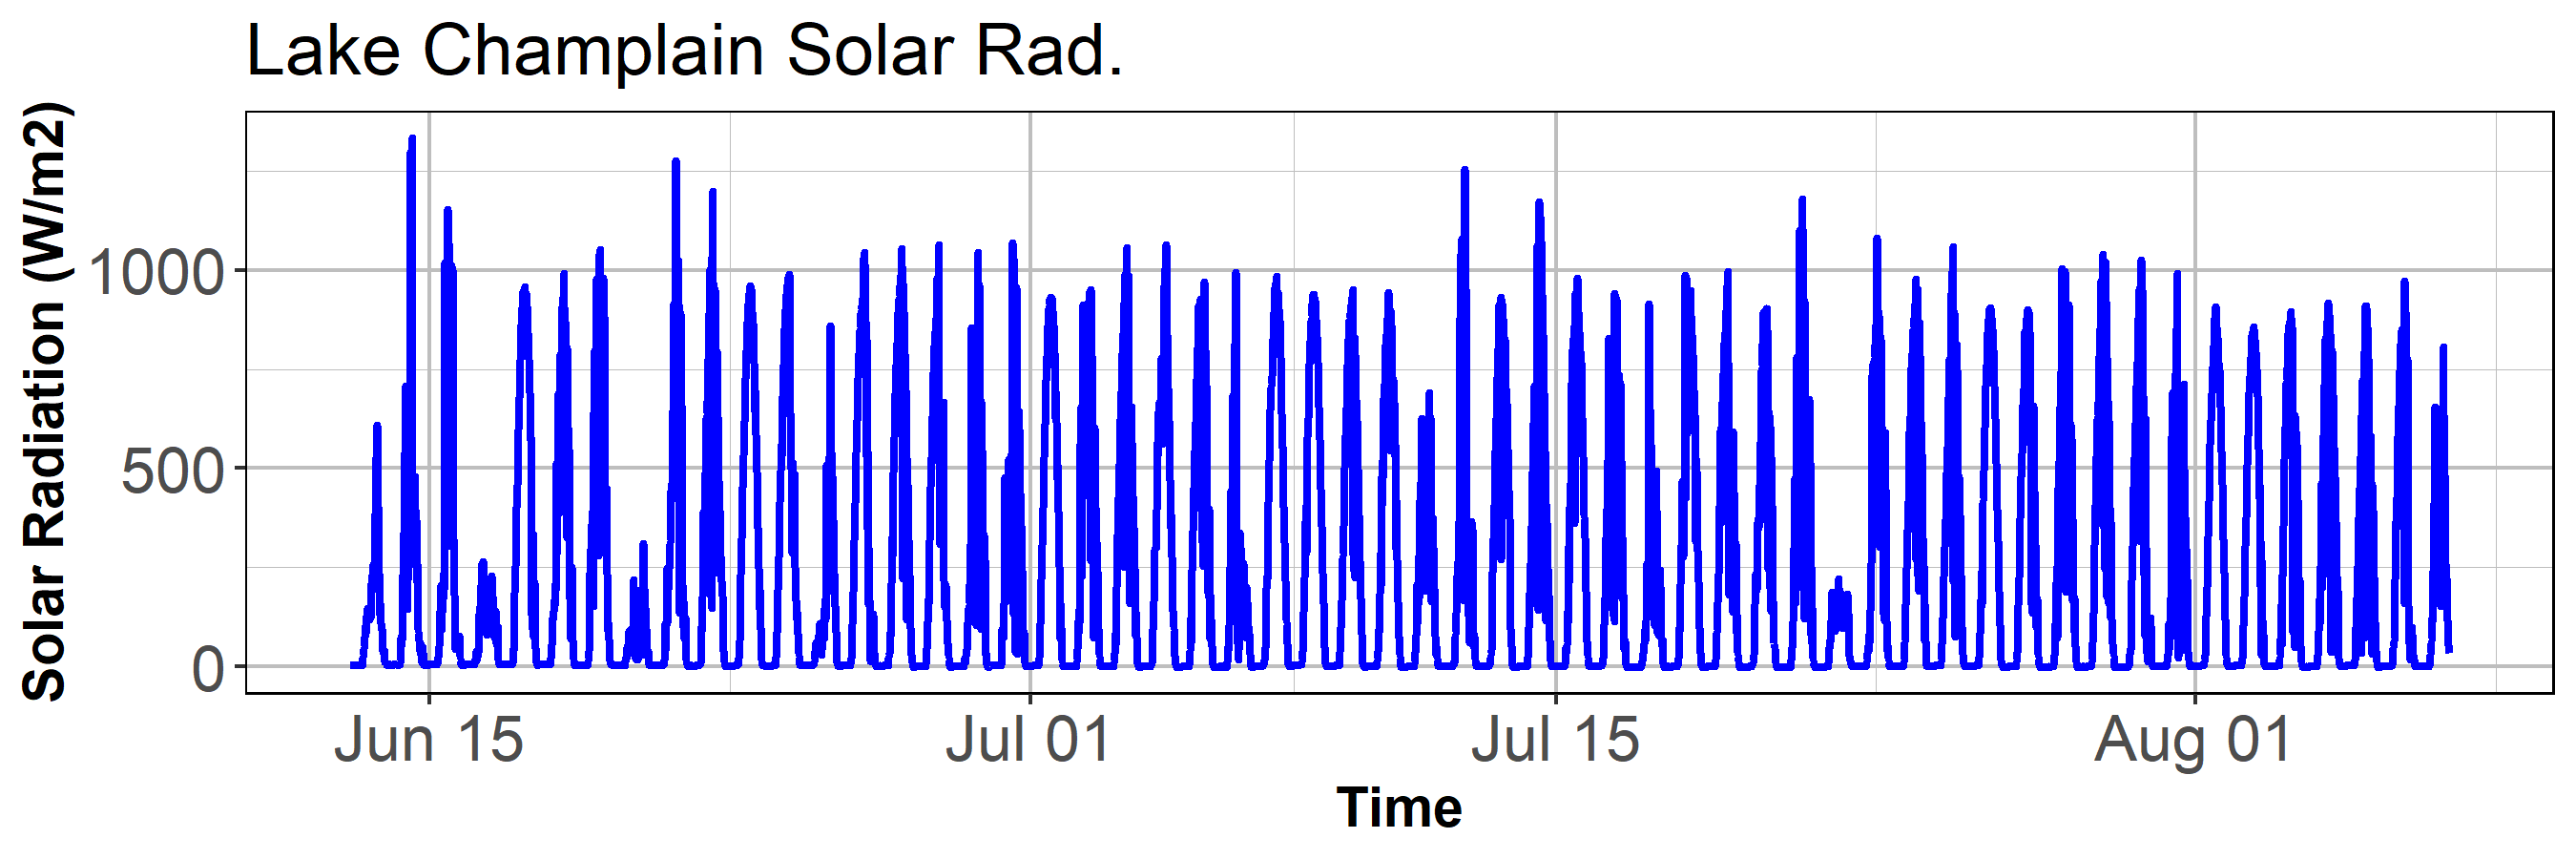 Lake Champlain Solar Rad.
Solar Radiation (W/m2)
1000
500
0
Jun 15
Jul 01
Jul 15
Aug 01
Time